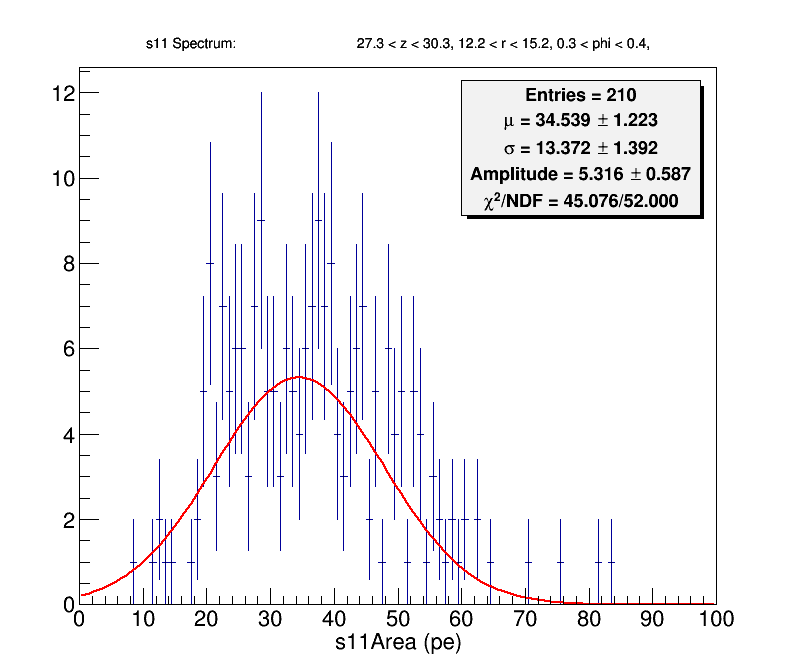 s11 Spectrum: 27.3 < z < 30.3, 12.2 < r < 15.2, 0.3 < phi < 0.4,
Entries = 210
μ = 34.539 ± 1.223
σ = 13.372 ± 1.392
Amplitude = 5.316 ± 0.587
χ²/NDF = 45.076/52.000
12
10
8
6
4
2
0
0 10 20 30 40 50 60 70 80 90 100
s11Area (pe)